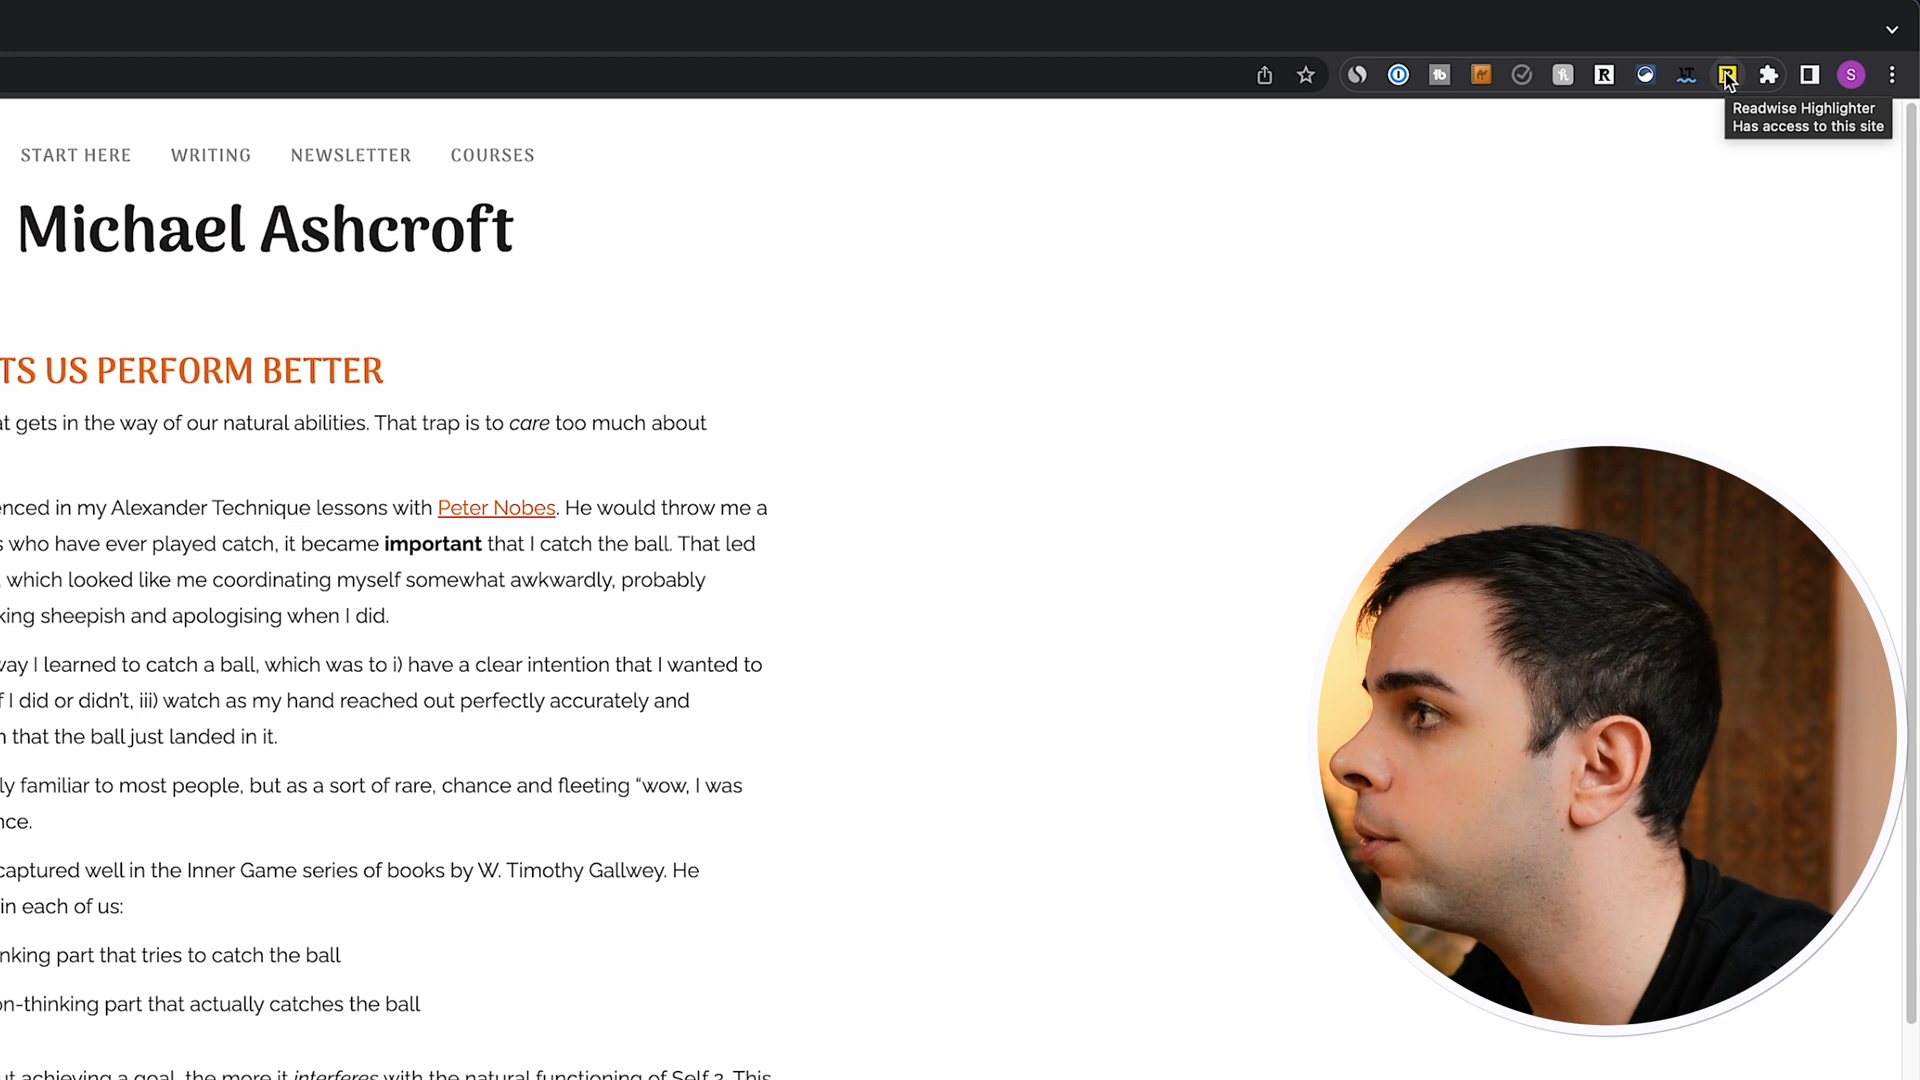 Readwise Highlighter
Has access to this site
S
START HERE WRITING NEWSLETTER COURSES
Michael Ashcroft
TS US PERFORM BETTER
at gets in the way of our natural abilities. That trap is to care too much about
enced in my Alexander Technique lessons with Peter Nobes. He would throw me a
s who have ever played catch, it became important that I catch the ball. That led
, which looked like me coordinating myself somewhat awkwardly, probably
king sheepish and apologising when I did.
way I learned to catch a ball, which was to i) have a clear intention that I wanted to
f I did or didn't, iii) watch as my hand reached out perfectly accurately and
n that the ball just landed in it.
ly familiar to most people, but as a sort of rare, chance and fleeting “wow, I was
nce.
captured well in the Inner Game series of books by W. Timothy Gallwey. He
in each of us:
nking part that tries to catch the ball
on-thinking part that actually catches the ball
ut achieving a goal, the more it interferes with the natural functioning of Self 2. This